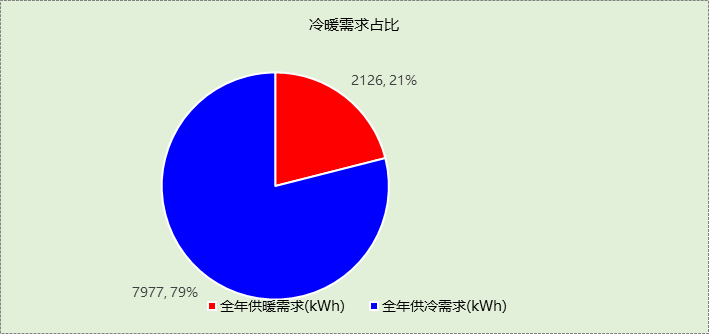 冷暖需求占比
2126, 21%
7977, 79%
全年供暖需求(kWh)
全年供冷需求(kWh)